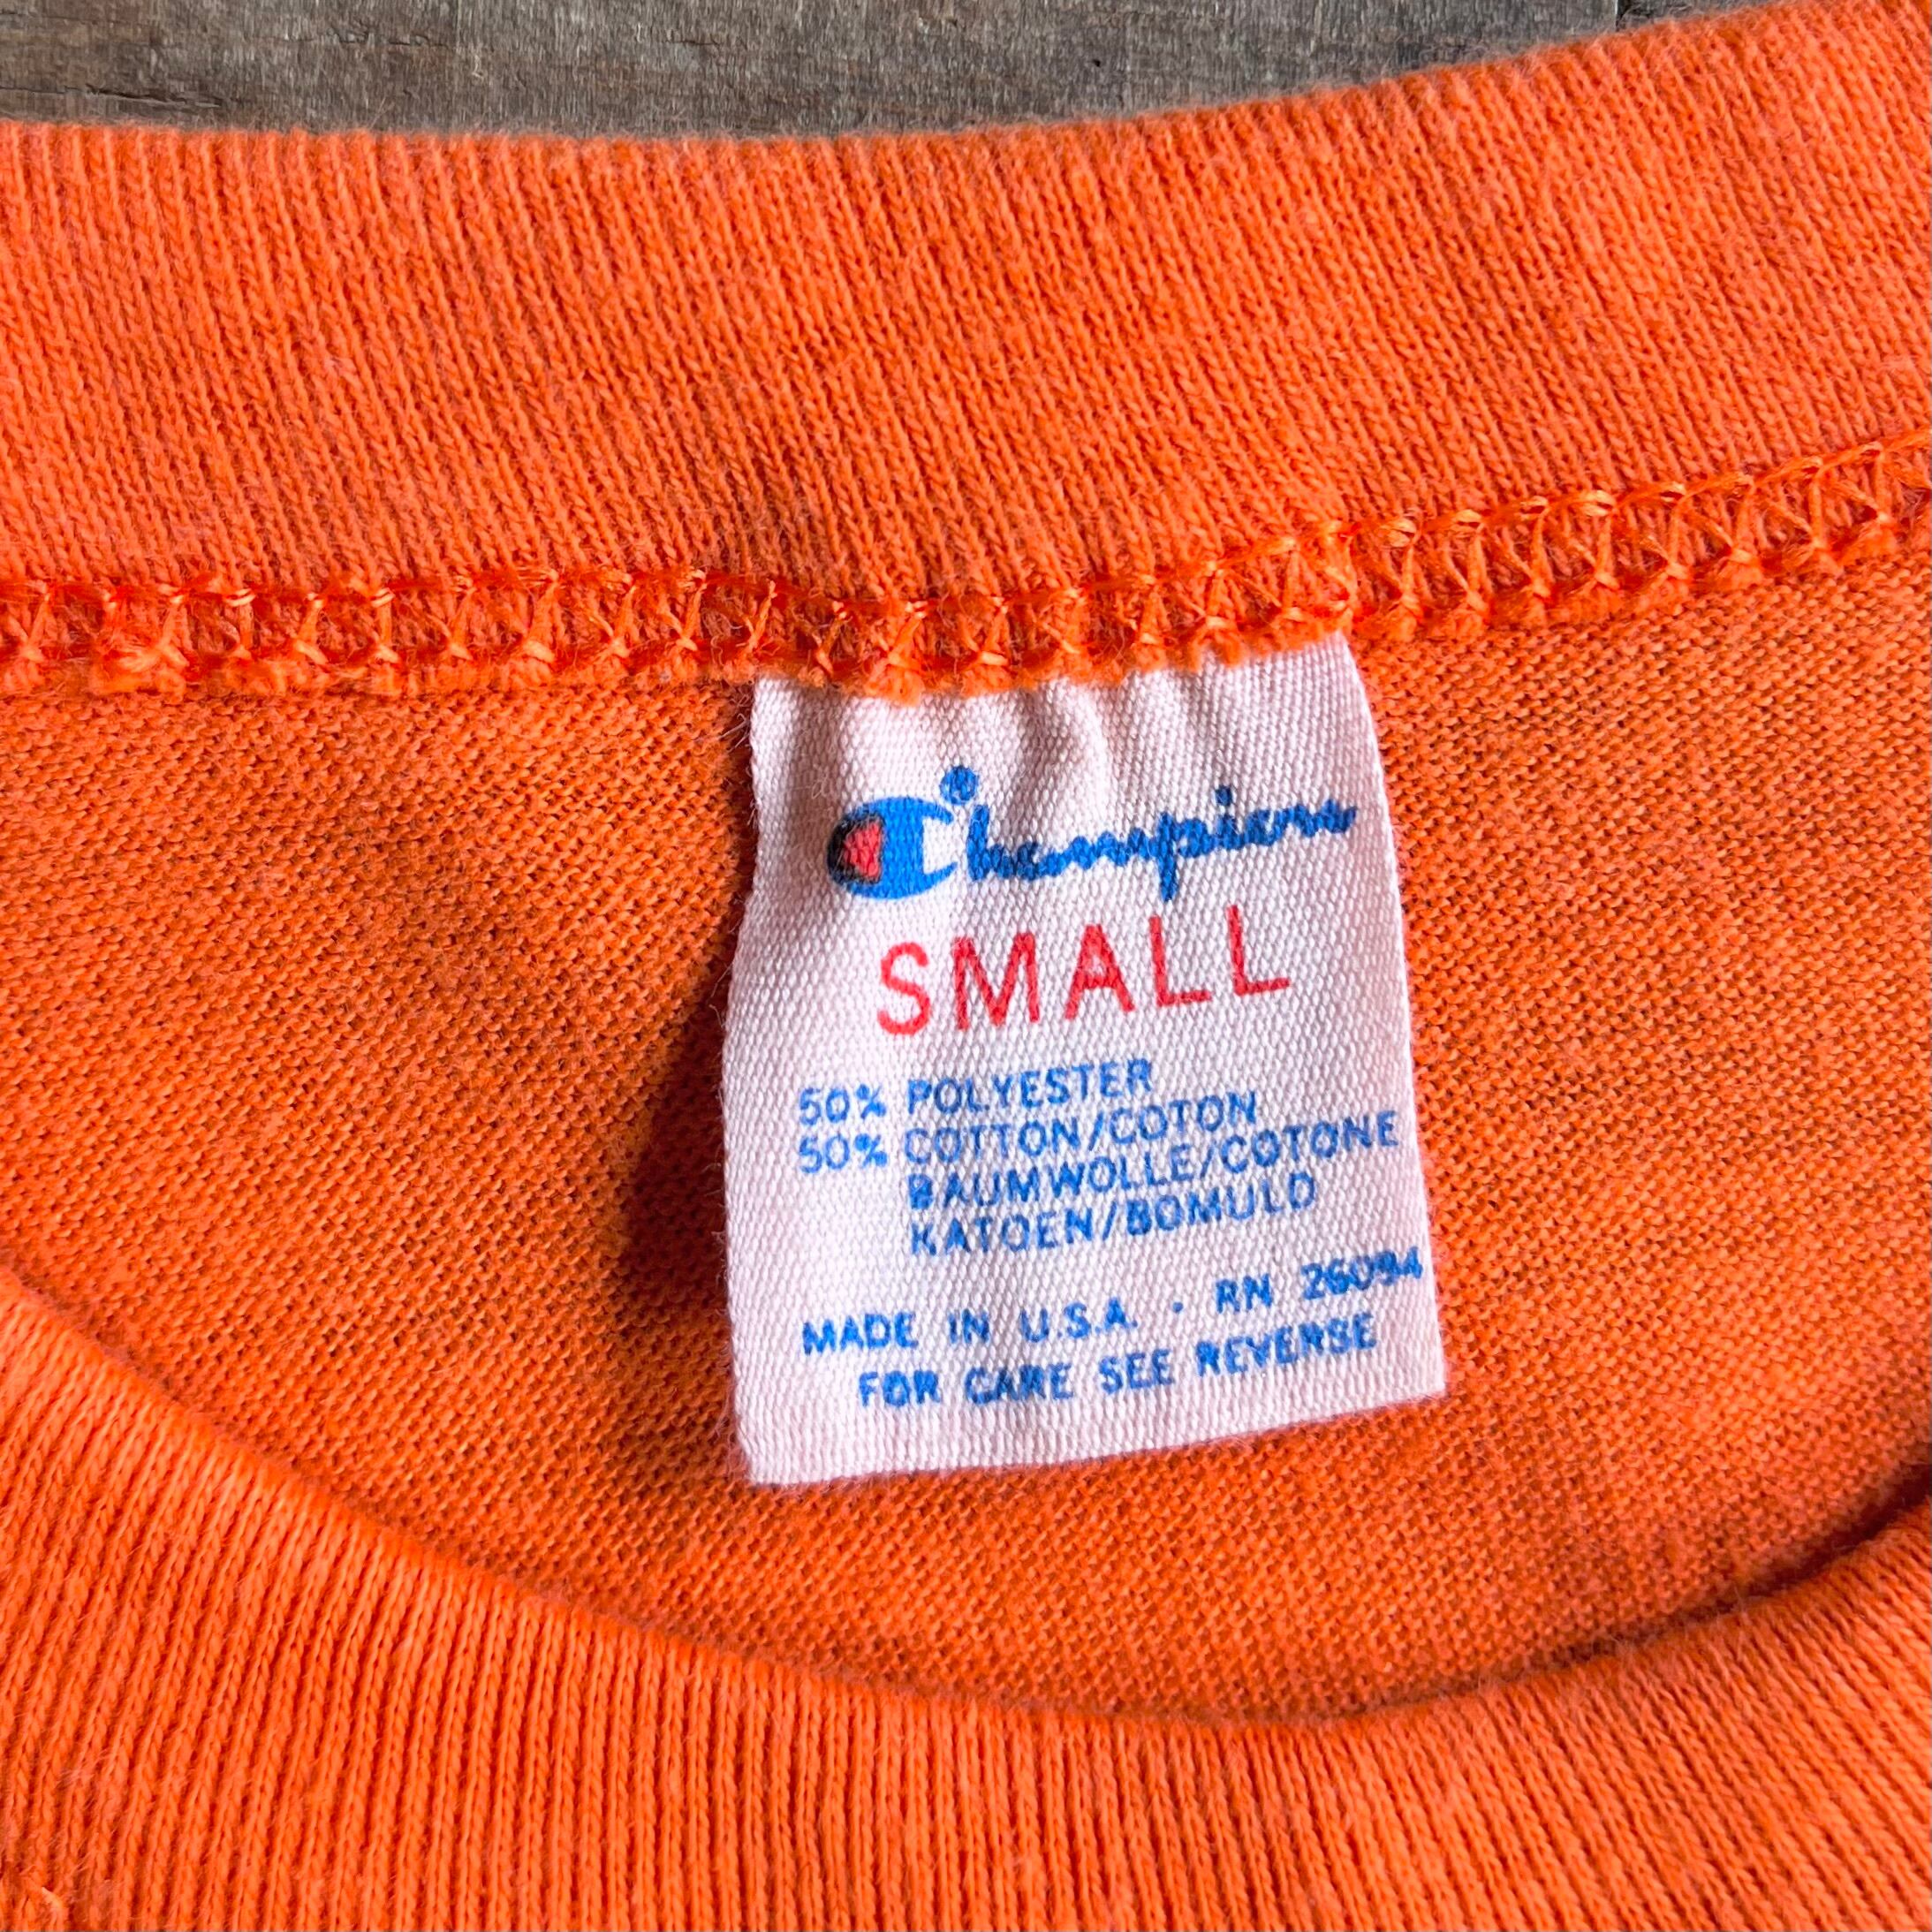 Champion
SMALL
50% POLYESTER
50% COTTON/COTON
BAUMWOLLE/COTONE
KATOEN/BOMULD
MADE IN U.S.A. · RN 26094
FOR CARE SEE REVERSE